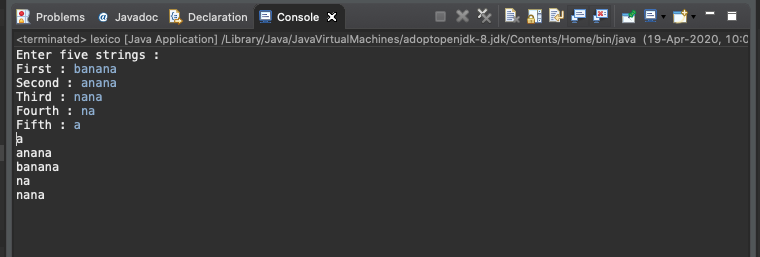 Problems @ Javadoc Declaration Console
<terminated> lexico [Java Application] /Library/Java/JavaVirtualMachines/adoptopenjdk-8.jdk/Contents/Home/bin/java (19-Apr-2020, 10:0
Enter five strings :
First : banana
Second : anana
Third : nana
Fourth : na
Fifth : a
a
anana
banana
na
nana